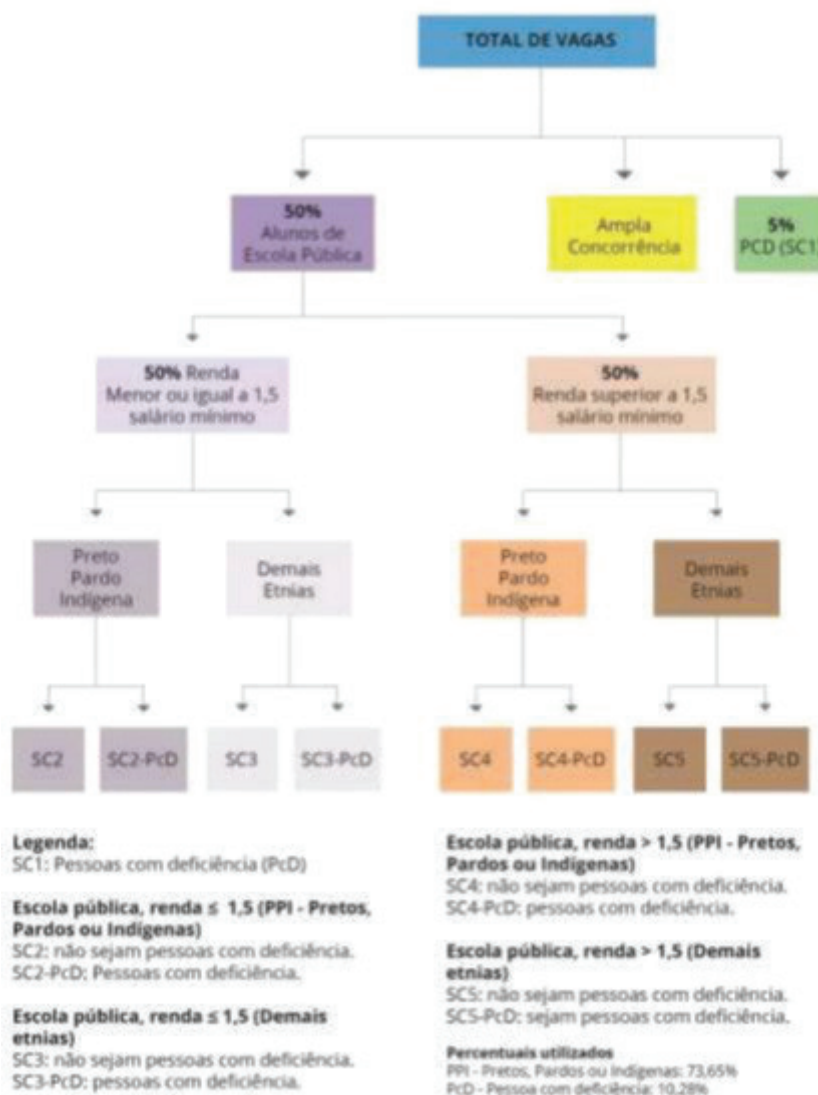 TOTAL DE VAGAS
50%
Alunos de
Escola Pública
Ampla
Concorrência
5%
PCD (SC1)
50% Renda
Menor ou igual a 1,5
salário mínimo
50%
Renda superior a 1,5
salário mínimo
Preto
Pardo
Indígena
Demais
Etnias
Preto
Pardo
Indígena
Demais
Etnias
SC2
SC2-PcD
SC3
SC3-PcD
SC4
SC4-PcD
SC5
SC5-PcD
Legenda:
SC1: Pessoas com deficiência (PcD)
Escola pública, renda ≤ 1,5 (PPI - Pretos,
Pardos ou Indígenas)
SC2: não sejam pessoas com deficiência.
SC2-PcD: Pessoas com deficiência.
Escola pública, renda ≤ 1,5 (Demais
etnias)
SC3: não sejam pessoas com deficiência.
SC3-PcD: pessoas com deficiência.
Escola pública, renda > 1,5 (PPI - Pretos,
Pardos ou Indígenas)
SC4: não sejam pessoas com deficiência.
SC4-PcD: pessoas com deficiência.
Escola pública, renda > 1,5 (Demais
etnias)
SC5: não sejam pessoas com deficiência.
SC5-PcD: sejam pessoas com deficiência.
Percentuais utilizados
PPI - Pretos, Pardos ou Indígenas: 73,65%
PcD - Pessoa com deficiência: 10,28%